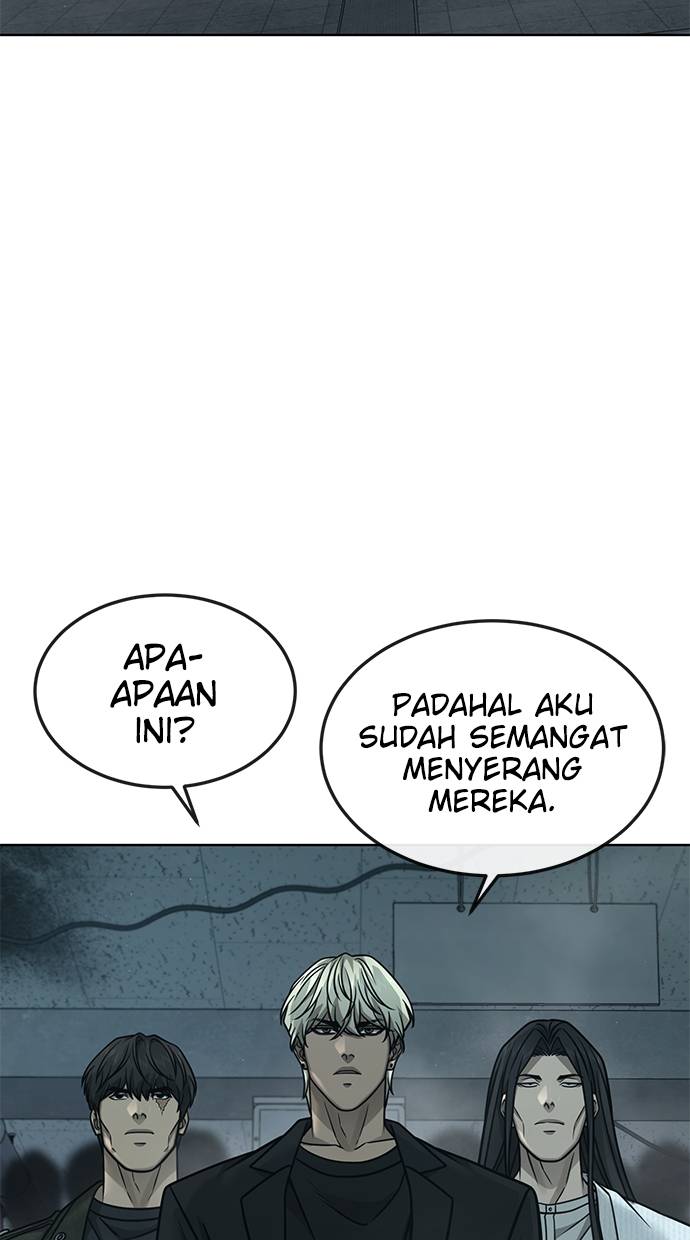 APA-
APAAN
INI?
PADAHAL AKU
SUDAH SEMANGAT
MENYERANG
MEREKA.